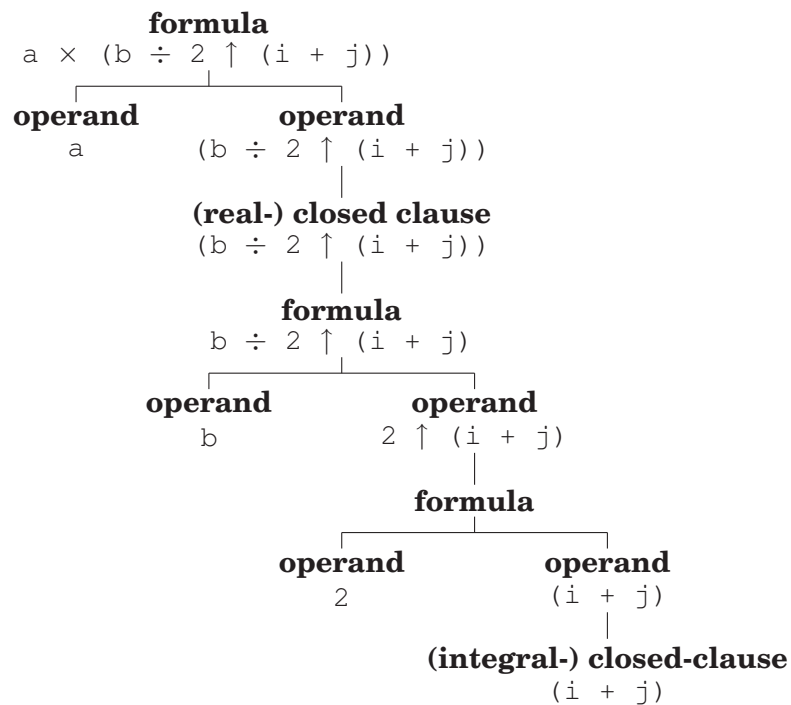 formula
a × (b ÷ 2 ↑ (i + j))
operand operand
a (b ÷ 2 ↑ (i + j))
(real-) closed clause
(b ÷ 2 ↑ (i + j))
formula
b ÷ 2 ↑ (i + j)
operand operand
b 2 ↑ (i + j)
formula
operand operand
2 (i + j)
(integral-) closed-clause
(i + j)